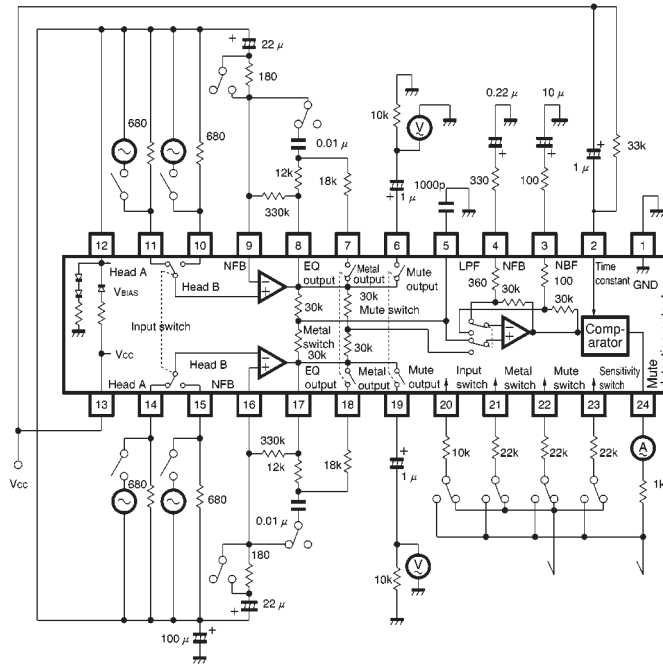 22 μ
180
680
680
0.01 μ
12k
18k
330k
10k
V
1 μ
1000p
0.22 μ
10 μ
330
100
1 μ
33k
12
11
10
9
8
7
6
5
4
3
2
1
Head A
Head B
NFB
EQ output
Metal output
Mute output
LPF
NFB
NBF
Time constant
GND
VBIAS
360
100
30k
30k
30k
30k
Mute switch
Input switch
Metal switch
30k
30k
Comp-arator
Vcc
Head B
Head A
NFB
EQ output
Metal output
Mute output
Input switch
Metal switch
Mute switch
Sensitivity switch
Mute
13
14
15
16
17
18
19
20
21
22
23
24
Vcc
680
680
330k
12k
18k
0.01 μ
180
22 μ
100 μ
1 μ
10k
V
10k
22k
22k
22k
A
1k